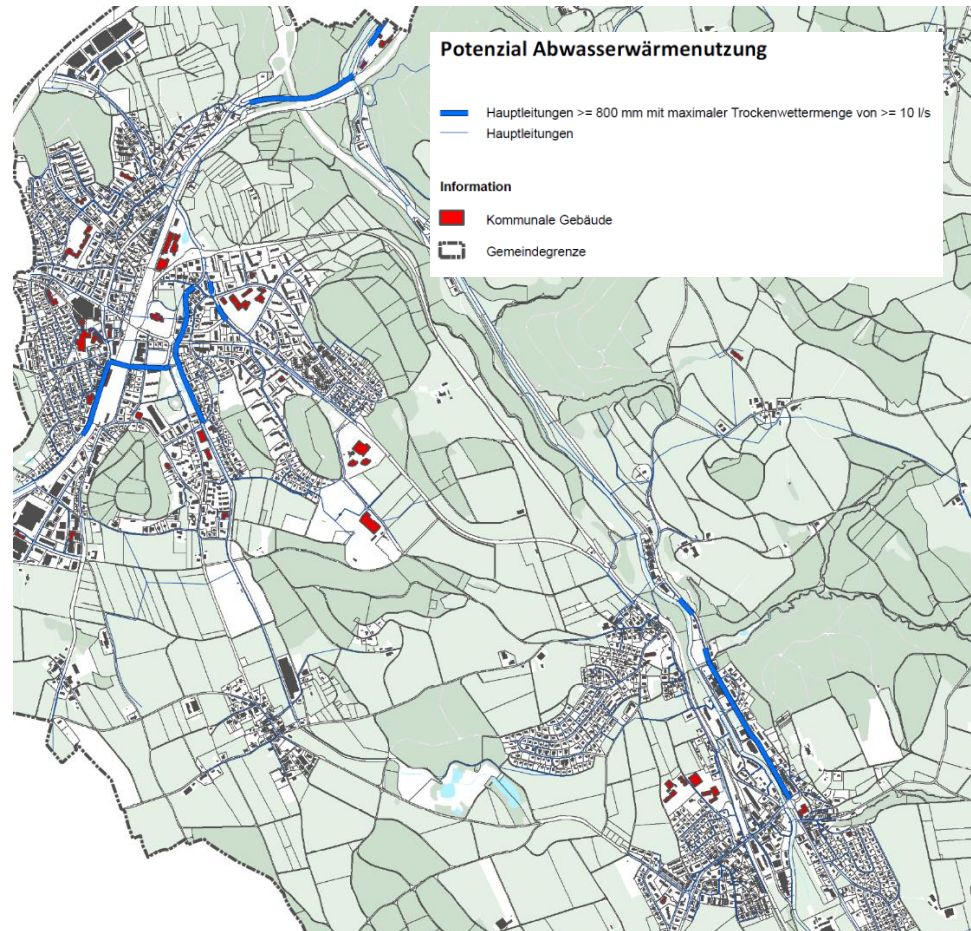 Potenzial Abwasserwärmenutzung
Hauptleitungen >= 800 mm mit maximaler Trockenwettermenge von >= 10 l/s
Hauptleitungen
Information
Kommunale Gebäude
Gemeindegrenze